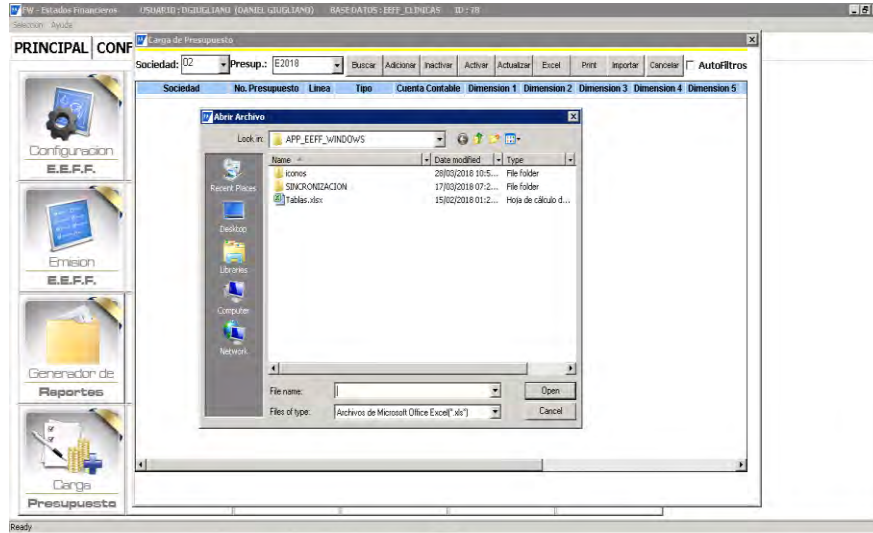 FW - Estados Financieros USUARIO : DGIUGLIANO (DANIEL GIUGLIANO) BASE DATOS : EEFF_CLINICAS ID : 78
Seleccion Ayuda
PRINCIPAL CONF
Carga de Presupuesto
Sociedad: 02 Presup.: E2018 Buscar Adicionar Inactivar Activar Actualizar Excel Print Importar Cancelar AutoFiltros
Sociedad No. Presupuesto Linea Tipo Cuenta Contable Dimension 1 Dimension 2 Dimension 3 Dimension 4 Dimension 5
Abrir Archivo
Look in: APP_EEFF_WINDOWS
Name Date modified Type
iconos 28/03/2018 10:5... File folder
SINCRONIZACION 17/03/2018 07:2... File folder
Tablas.xlsx 15/02/2018 01:2... Hoja de cálculo d...
Recent Places
Desktop
Libraries
Computer
Network
File name: Open
Files of type: Archivos de Microsoft Office Excel(*.xls*) Cancel
Configuracion
E.E.F.F.
Emision
E.E.F.F.
Generador de
Reportes
Carga
Presupuesto
Ready